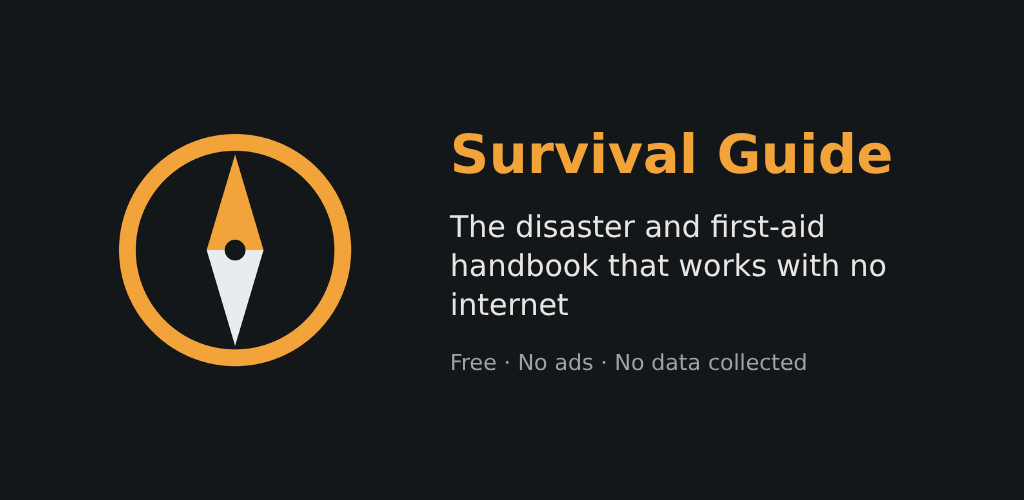 Survival Guide
The disaster and first-aid
handbook that works with no
internet
Free · No ads · No data collected